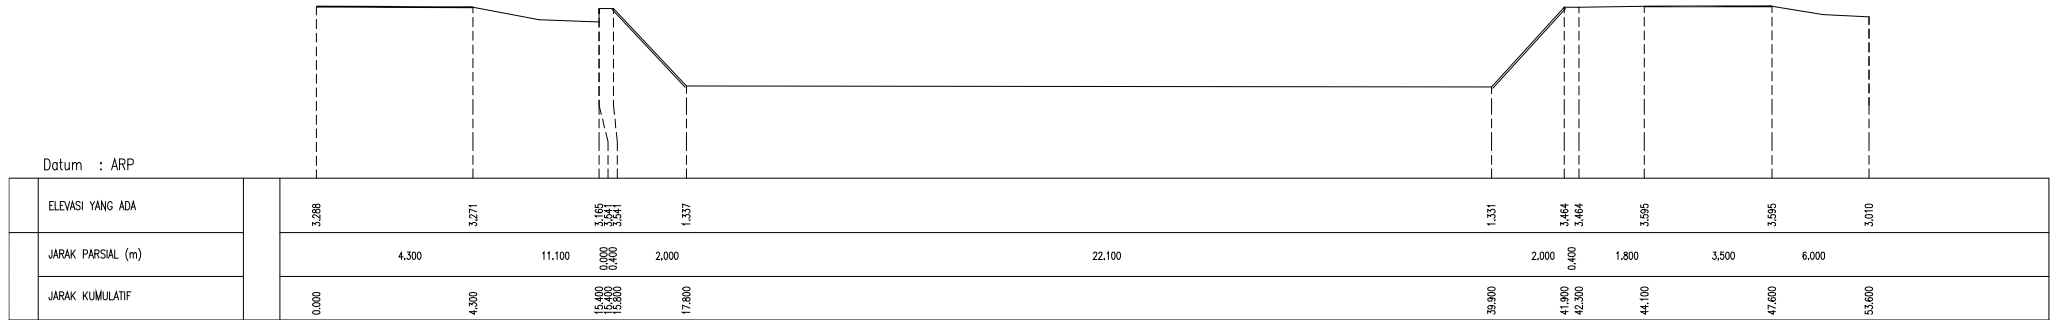 Datum : ARP
ELEVASI YANG ADA 3.288 3.271 3.165 3.541 3.541 1.337 1.331 3.464 3.464 3.595 3.595 3.010
JARAK PARSIAL (m) 4.300 11.100 0.000 0.400 2,000 22,100 2.000 0.400 1.800 3,500 6.000
JARAK KUMULATIF 0.000 4.300 15.400 15.400 15.800 17.800 39.900 41.900 42.300 44.100 47.600 53.600